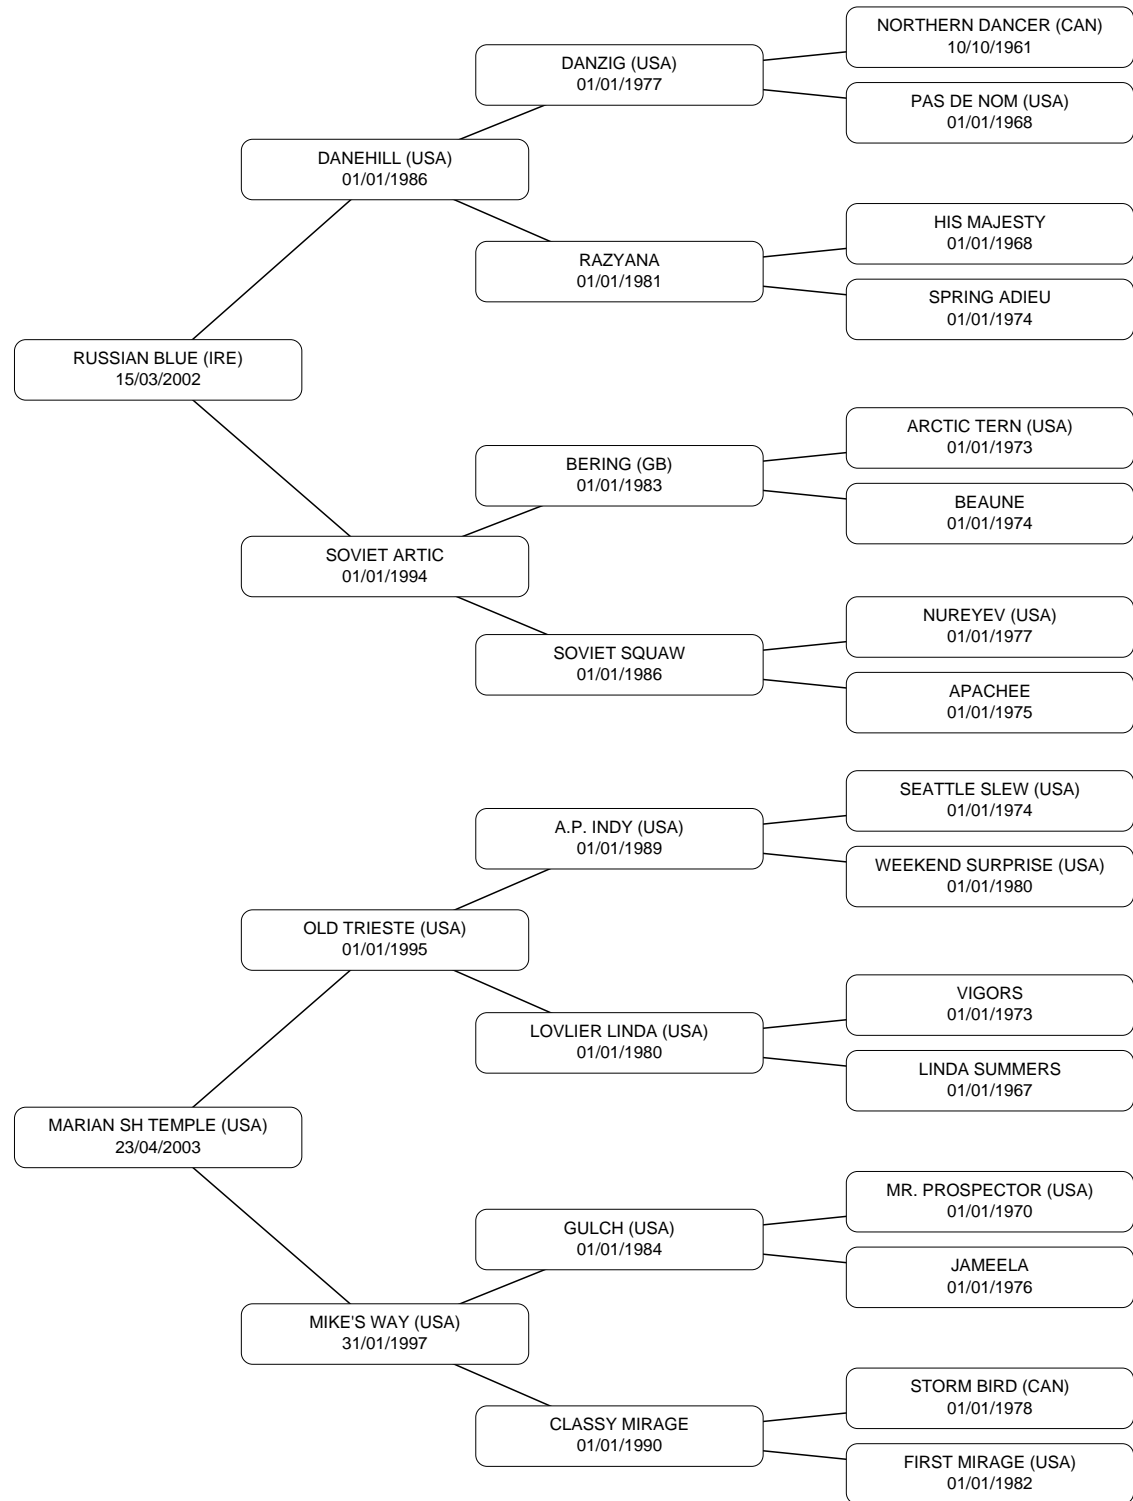 NORTHERN DANCER (CAN)
10/10/1961
DANZIG (USA)
01/01/1977
PAS DE NOM (USA)
01/01/1968
DANEHILL (USA)
01/01/1986
HIS MAJESTY
01/01/1968
RAZYANA
01/01/1981
SPRING ADIEU
01/01/1974
RUSSIAN BLUE (IRE)
15/03/2002
ARCTIC TERN (USA)
01/01/1973
BERING (GB)
01/01/1983
BEAUNE
01/01/1974
SOVIET ARTIC
01/01/1994
NUREYEV (USA)
01/01/1977
SOVIET SQUAW
01/01/1986
APACHEE
01/01/1975
SEATTLE SLEW (USA)
01/01/1974
A.P. INDY (USA)
01/01/1989
WEEKEND SURPRISE (USA)
01/01/1980
OLD TRIESTE (USA)
01/01/1995
VIGORS
01/01/1973
LOVLIER LINDA (USA)
01/01/1980
LINDA SUMMERS
01/01/1967
MARIAN SH TEMPLE (USA)
23/04/2003
MR. PROSPECTOR (USA)
01/01/1970
GULCH (USA)
01/01/1984
JAMEELA
01/01/1976
MIKE'S WAY (USA)
31/01/1997
STORM BIRD (CAN)
01/01/1978
CLASSY MIRAGE
01/01/1990
FIRST MIRAGE (USA)
01/01/1982